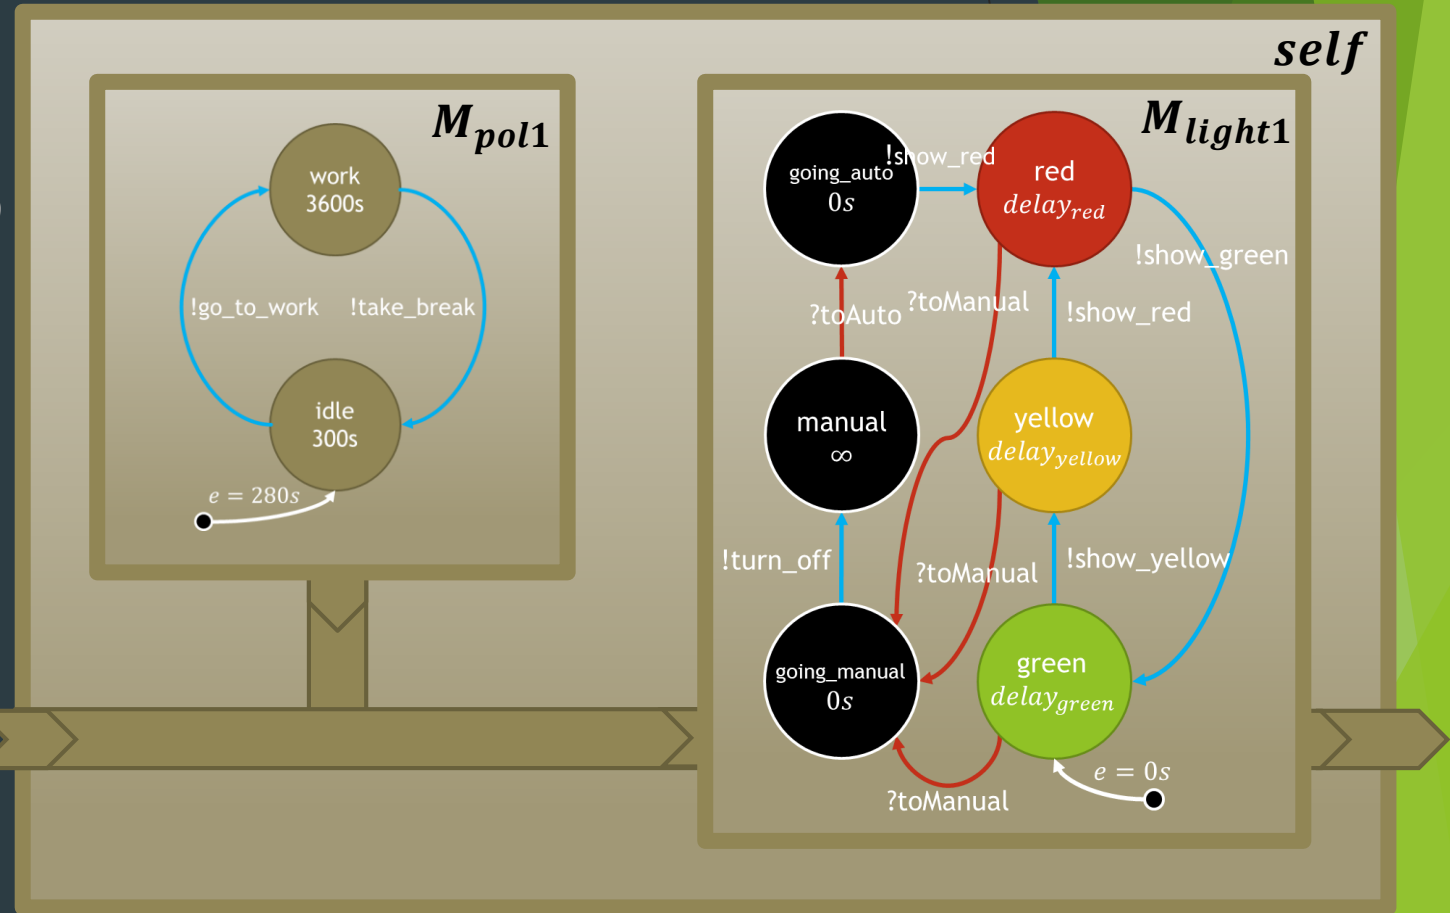 self
M_pol1
work
3600s
!go_to_work
!take_break
idle
300s
e = 280s
M_light1
going_auto
0s
!show_red
red
delay_red
!show_green
?toAuto
?toManual
!show_red
manual
∞
yellow
delay_yellow
!turn_off
?toManual
!show_yellow
going_manual
0s
green
delay_green
?toManual
e = 0s